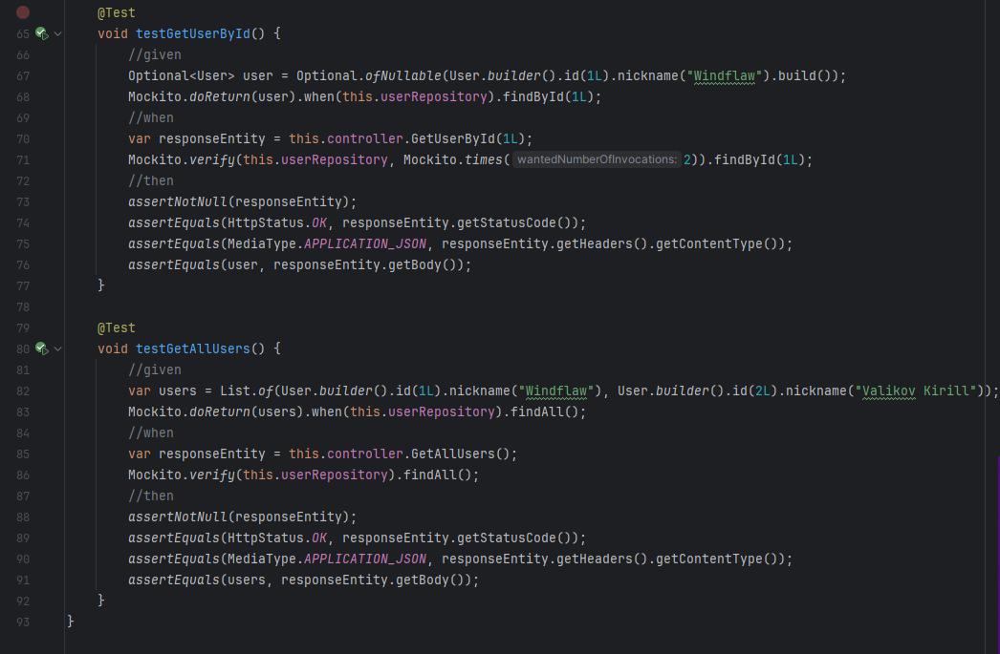 @Test
65 void testGetUserById() {
66 //given
67 Optional<User> user = Optional.ofNullable(User.builder().id(1L).nickname("Windflaw").build());
68 Mockito.doReturn(user).when(this.userRepository).findById(1L);
69 //when
70 var responseEntity = this.controller.GetUserById(1L);
71 Mockito.verify(this.userRepository, Mockito.times( wantedNumberOfInvocations: 2)).findById(1L);
72 //then
73 assertNotNull(responseEntity);
74 assertEquals(HttpStatus.OK, responseEntity.getStatusCode());
75 assertEquals(MediaType.APPLICATION_JSON, responseEntity.getHeaders().getContentType());
76 assertEquals(user, responseEntity.getBody());
77 }
78
79 @Test
80 void testGetAllUsers() {
81 //given
82 var users = List.of(User.builder().id(1L).nickname("Windflaw"), User.builder().id(2L).nickname("Valikov Kirill"));
83 Mockito.doReturn(users).when(this.userRepository).findAll();
84 //when
85 var responseEntity = this.controller.GetAllUsers();
86 Mockito.verify(this.userRepository).findAll();
87 //then
88 assertNotNull(responseEntity);
89 assertEquals(HttpStatus.OK, responseEntity.getStatusCode());
90 assertEquals(MediaType.APPLICATION_JSON, responseEntity.getHeaders().getContentType());
91 assertEquals(users, responseEntity.getBody());
92 }
93 }